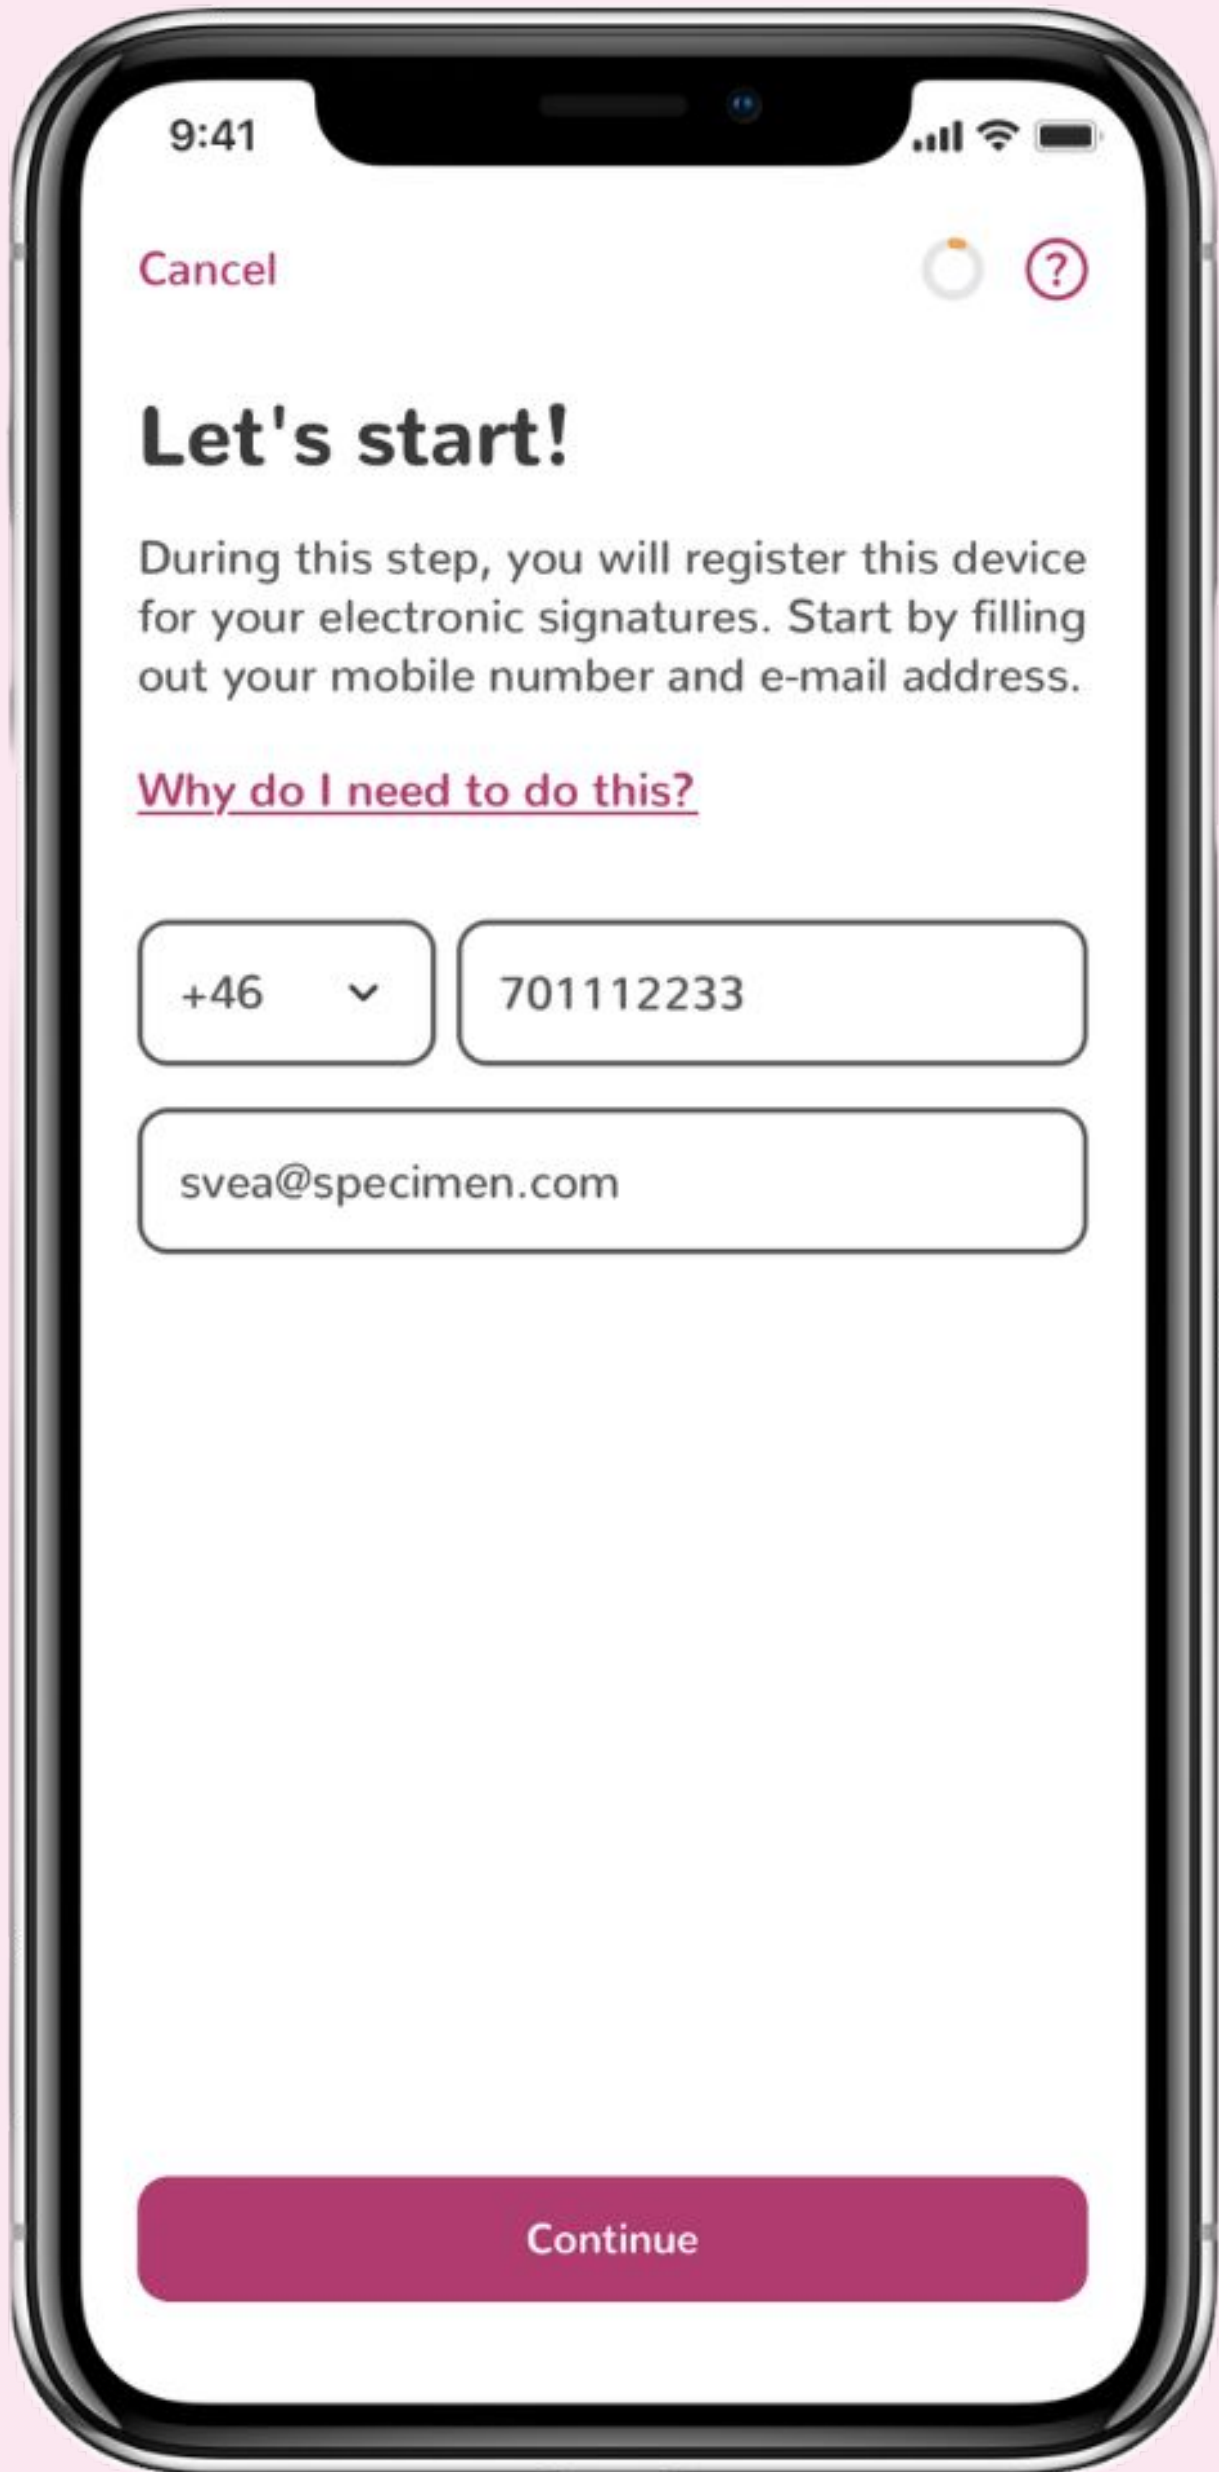 9:41
Cancel
?
Let's start!
During this step, you will register this device
for your electronic signatures. Start by filling
out your mobile number and e-mail address.
Why do I need to do this?
+46 701112233
svea@specimen.com
Continue